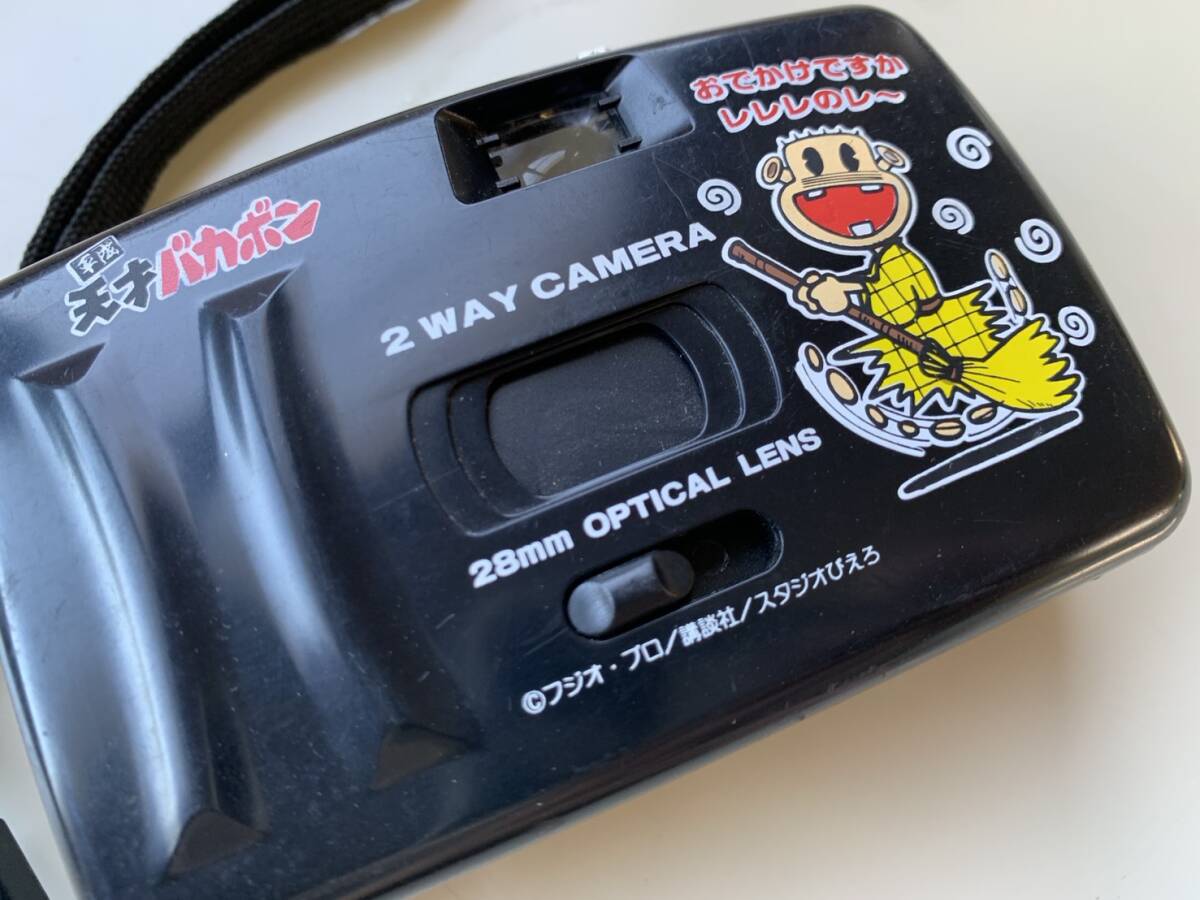 おでかけですか
レレレのレ〜
平成
天才バカボン
2 WAY CAMERA
28mm OPTICAL LENS
©フジオ・プロ/講談社/スタジオぴえろ